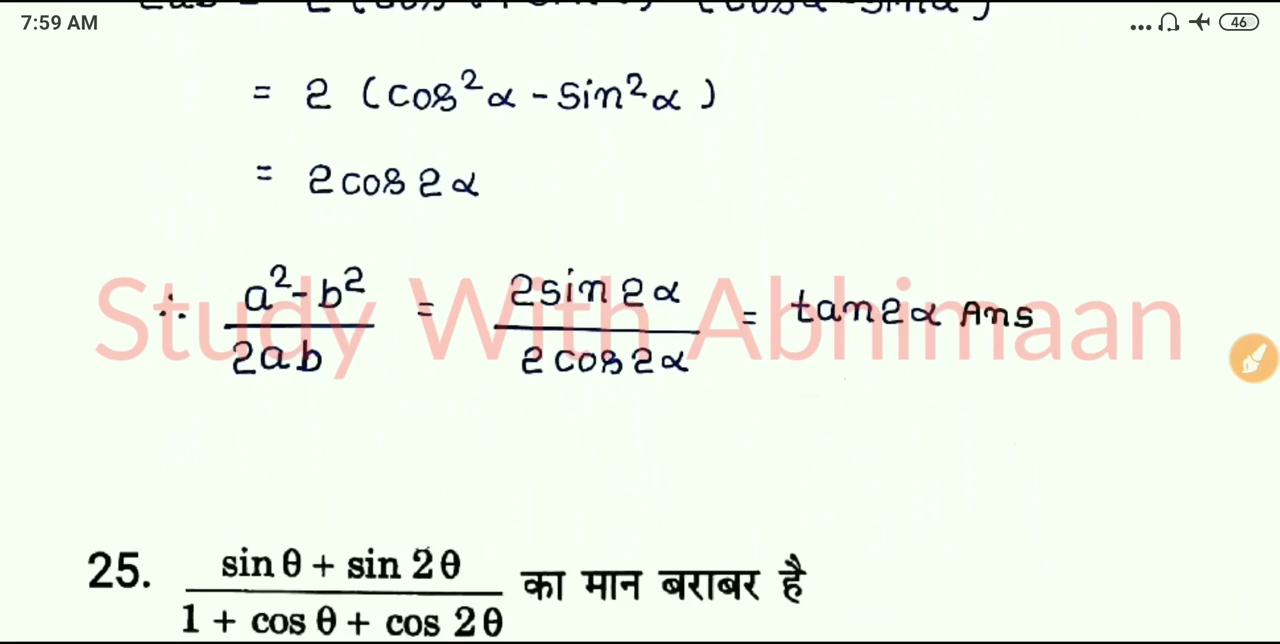 7:59 AM
46
= 2 (cos²α - sin²α)
= 2cos2α
∴ a²-b² / 2ab = 2sin2α / 2cos2α = tan2α Ans
Study With Abhimaan
25. sin θ + sin 2θ / 1 + cos θ + cos 2θ का मान बराबर है